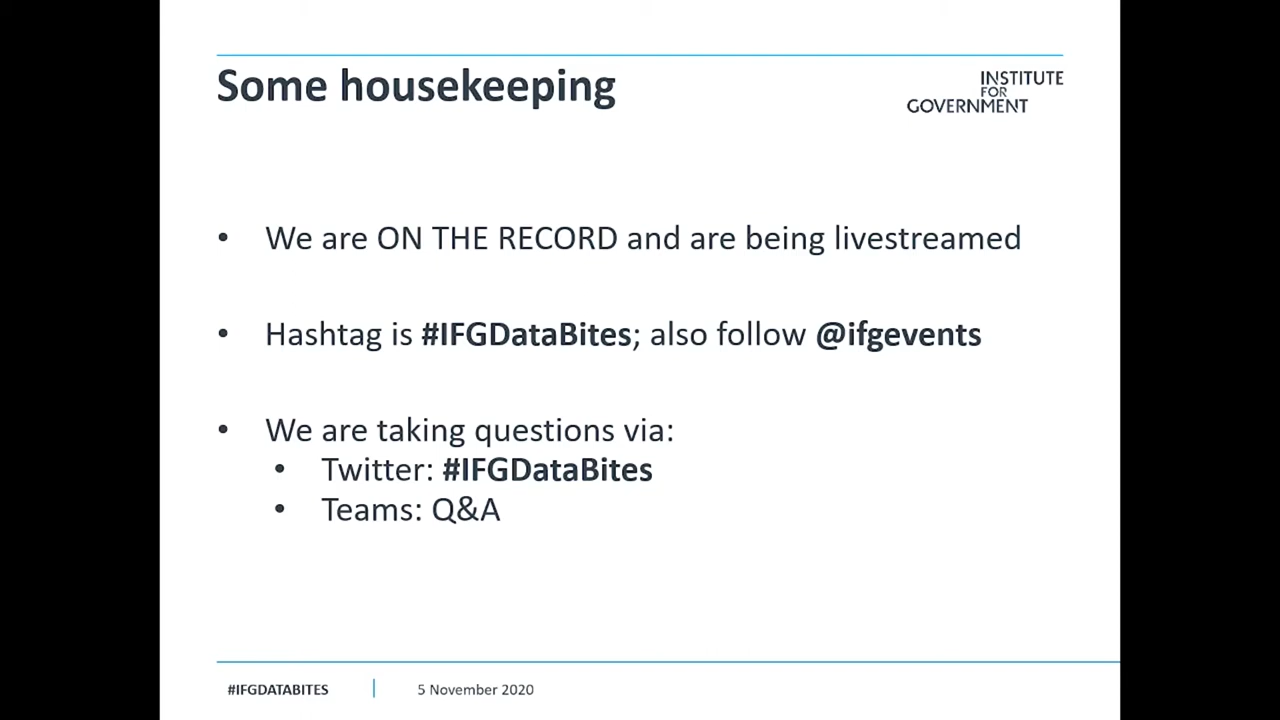 Some housekeeping
INSTITUTE
FOR
GOVERNMENT
• We are ON THE RECORD and are being livestreamed
• Hashtag is #IFGDataBites; also follow @ifgevents
• We are taking questions via:
• Twitter: #IFGDataBites
• Teams: Q&A
#IFGDATABITES | 5 November 2020